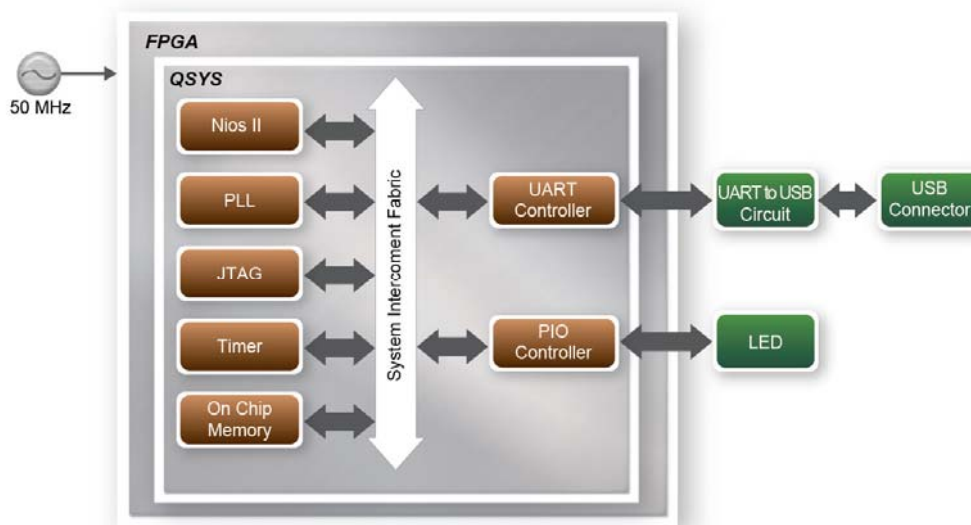 FPGA
QSYS
50 MHz
Nios II
PLL
JTAG
Timer
On Chip
Memory
System Intercoment Fabric
UART
Controller
PIO
Controller
UART to USB
Circuit
USB
Connector
LED